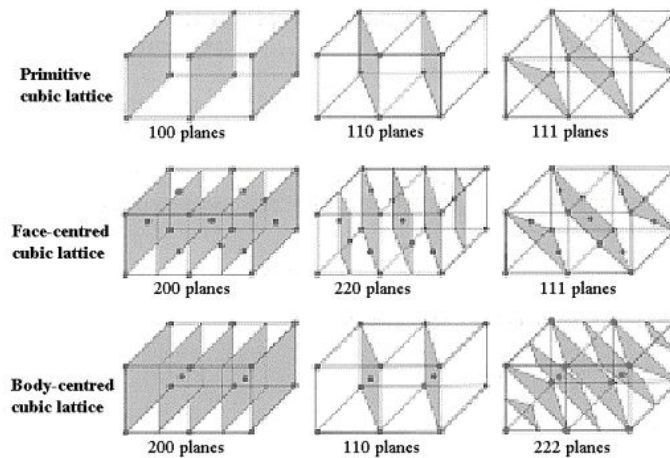 Primitive
cubic lattice
100 planes
110 planes
111 planes
Face-centred
cubic lattice
200 planes
220 planes
111 planes
Body-centred
cubic lattice
200 planes
110 planes
222 planes